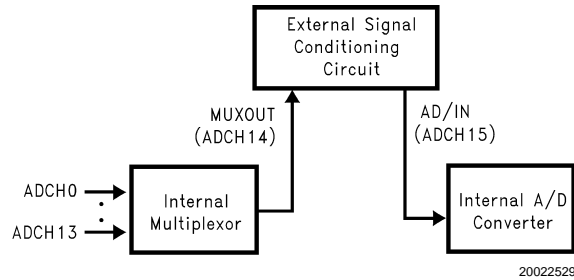 External Signal
Conditioning
Circuit
MUXOUT
(ADCH14)
AD/IN
(ADCH15)
ADCH0
ADCH13
Internal
Multiplexor
Internal A/D
Converter
20022529